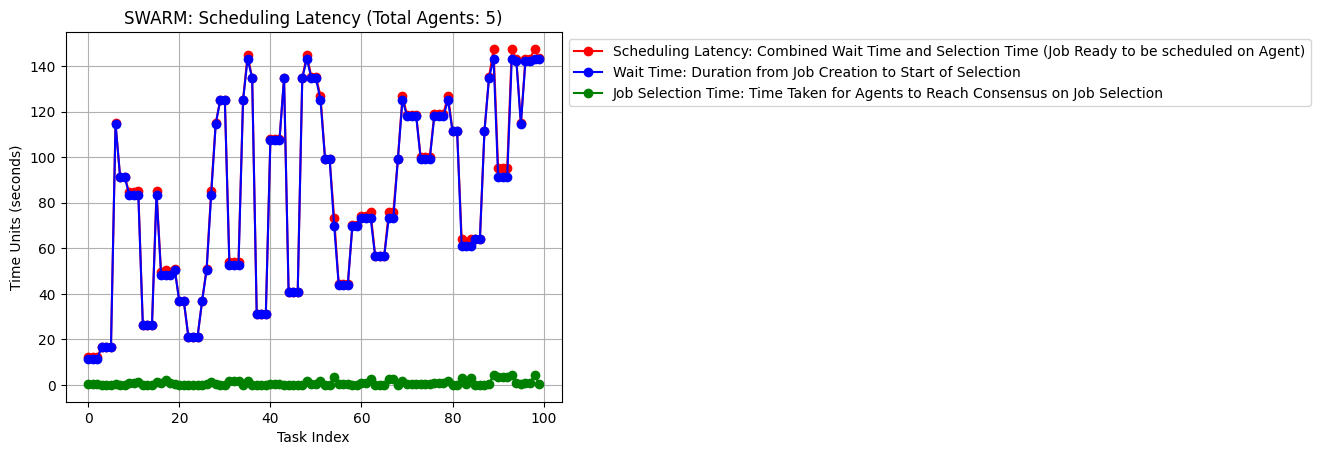 SWARM: Scheduling Latency (Total Agents: 5)
Scheduling Latency: Combined Wait Time and Selection Time (Job Ready to be scheduled on Agent)
Wait Time: Duration from Job Creation to Start of Selection
Job Selection Time: Time Taken for Agents to Reach Consensus on Job Selection
Time Units (seconds)
140
120
100
80
60
40
20
0
0 20 40 60 80 100
Task Index